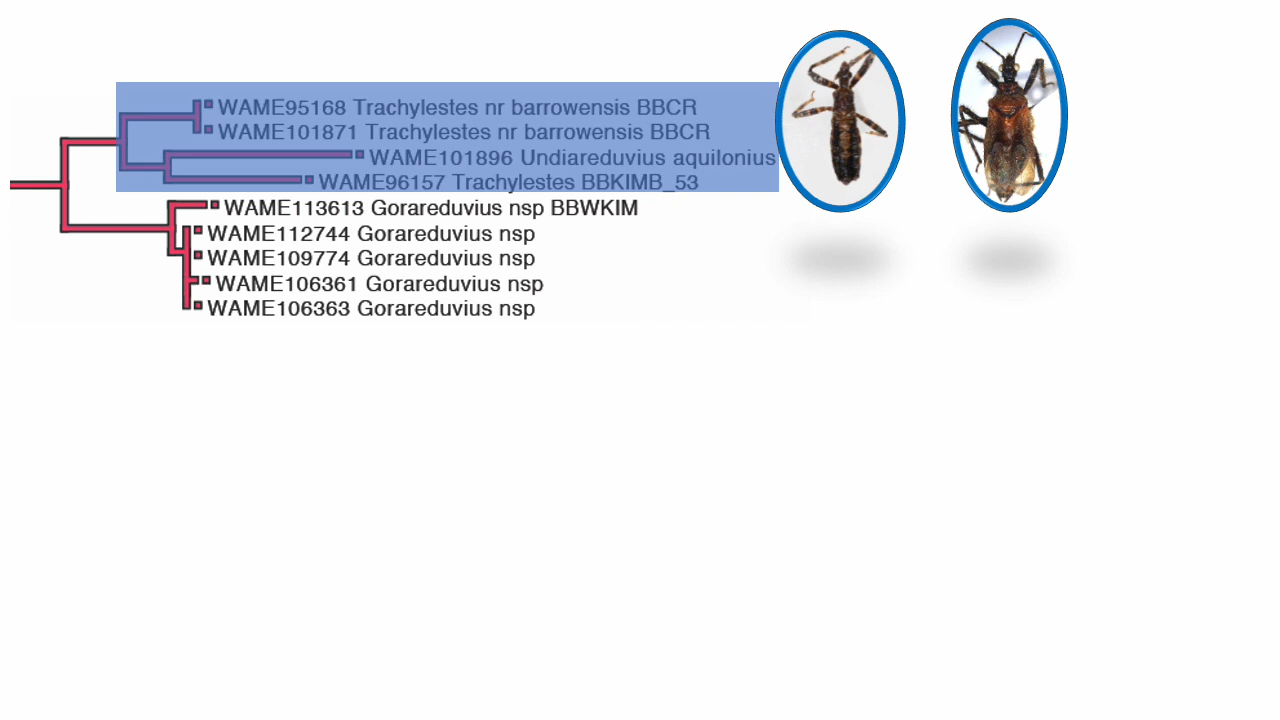 WAME95168 Trachylestes nr barrowensis BBCR
WAME101871 Trachylestes nr barrowensis BBCR
WAME101896 Undiareduvius aquilonius
WAME96157 Trachylestes BBKIMB_53
WAME113613 Gorareduvius nsp BBWKIM
WAME112744 Gorareduvius nsp
WAME109774 Gorareduvius nsp
WAME106361 Gorareduvius nsp
WAME106363 Gorareduvius nsp